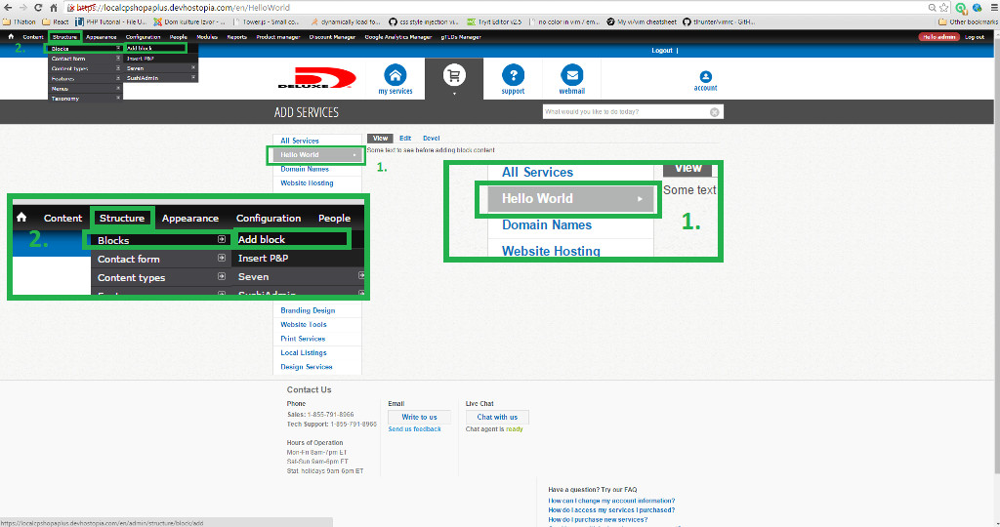 https://localcpshopaplus.devhostopia.com/en/HelloWorld
TNation
Book
PHP Tutorial - File U...
Dom kulture Izvor - ...
Tower.js - Small co...
dynamically load fo...
css style injection vi...
Tryit Editor v2.5
no color in vim / em...
My vi/vim cheatsheet
thunter/vimrc · GitH...
Other bookmarks
Content Structure Appearance Configuration People Modules Reports Product manager Discount Manager Google Analytics Manager gTLDs Manager
Hello admin Log out
2.
Blocks
Add block
Contact form
Insert P&P
Content types
Seven
Features
SushiAdmin
Menus
Taxonomy
Logout |
DELUXE
my services
support
webmail
account
ADD SERVICES
What would you like to do today?
All Services
Hello World
Domain Names
Website Hosting
View Edit Devel
Some text to see before adding block content
1.
All Services
Hello World
Domain Names
Website Hosting
View
Some text
1.
Content Structure Appearance Configuration People
2.
Blocks
Add block
Contact form
Insert P&P
Content types
Seven
SushiAdmin
Branding Design
Website Tools
Print Services
Local Listings
Design Services
Contact Us
Phone
Sales: 1-855-791-8966
Tech Support: 1-855-791-8966
Hours of Operation
Mon-Fri 8am-7pm ET
Sat-Sun 9am-6pm ET
Stat. holidays 9am-6pm ET
Email
Write to us
Send us feedback
Live Chat
Chat with us
Chat agent is ready
Have a question? Try our FAQ
How can I change my account information?
How do I access my services I purchased?
How do I purchase new services?
https://localcpshopaplus.devhostopia.com/en/admin/structure/block/add